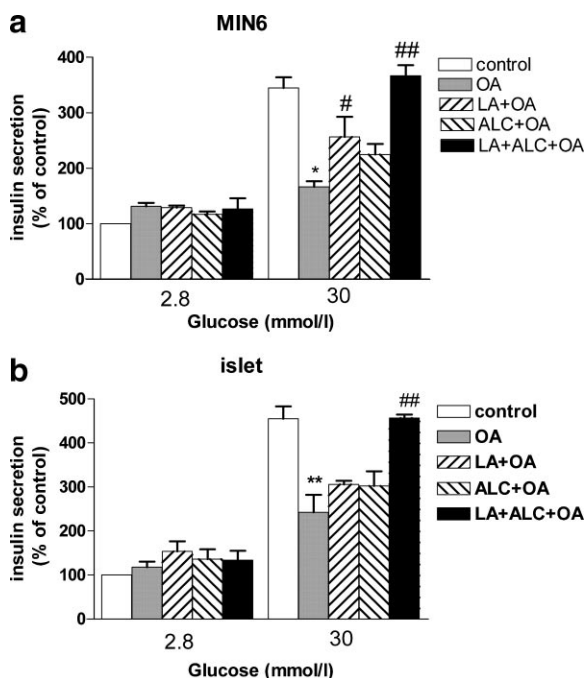 a
MIN6
insulin secretion
(% of control)
400
300
200
100
0
*
#
##
control
OA
LA+OA
ALC+OA
LA+ALC+OA
2.8
30
Glucose (mmol/l)
b
islet
insulin secretion
(% of control)
500
400
300
200
100
0
**
##
control
OA
LA+OA
ALC+OA
LA+ALC+OA
2.8
30
Glucose (mmol/l)